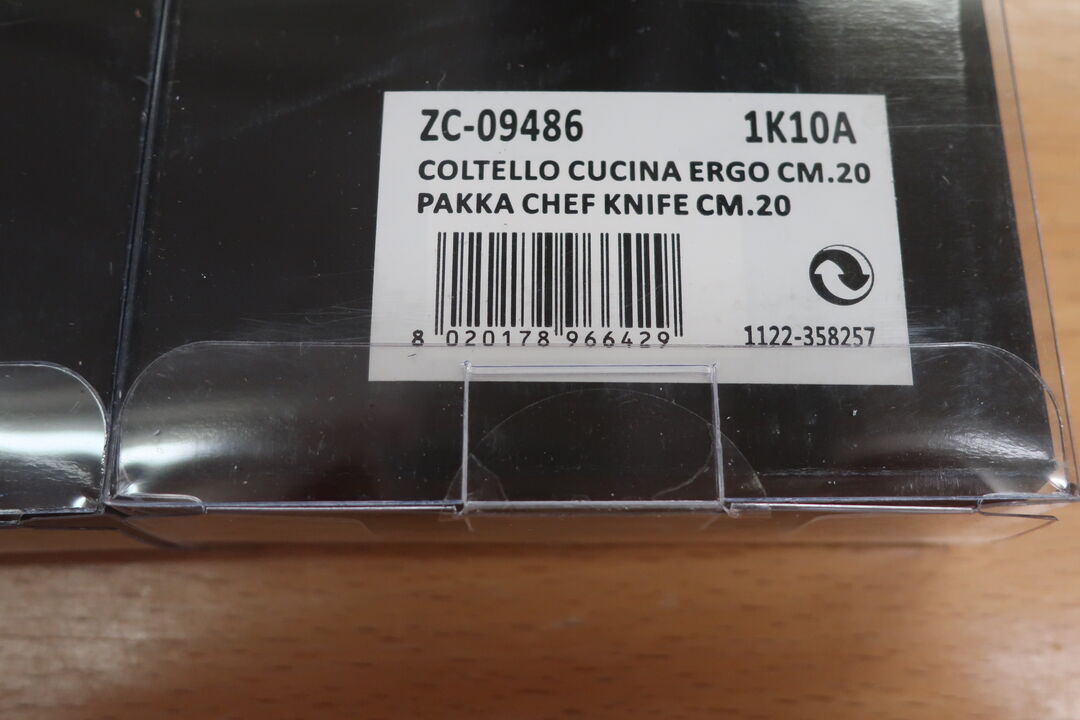 ZC-09486 1K10A
COLTELLO CUCINA ERGO CM.20
PAKKA CHEF KNIFE CM.20
8 020178 966429
1122-358257